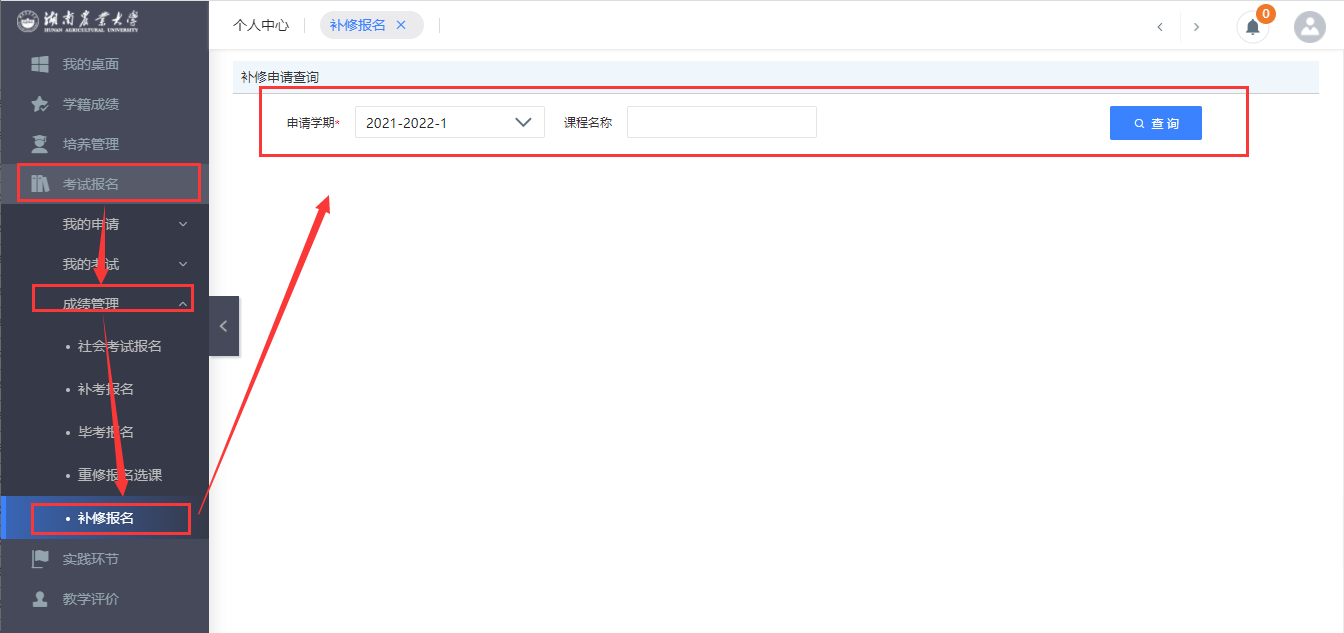 湖南农业大学
HUNAN AGRICULTURAL UNIVERSITY
我的桌面
学籍成绩
培养管理
考试报名
我的申请
我的考试
成绩管理
• 社会考试报名
• 补考报名
• 毕考报名
• 重修报名选课
• 补修报名
实践环节
教学评价
个人中心
补修报名 ×
0
补修申请查询
申请学期*
2021-2022-1
课程名称
查 询